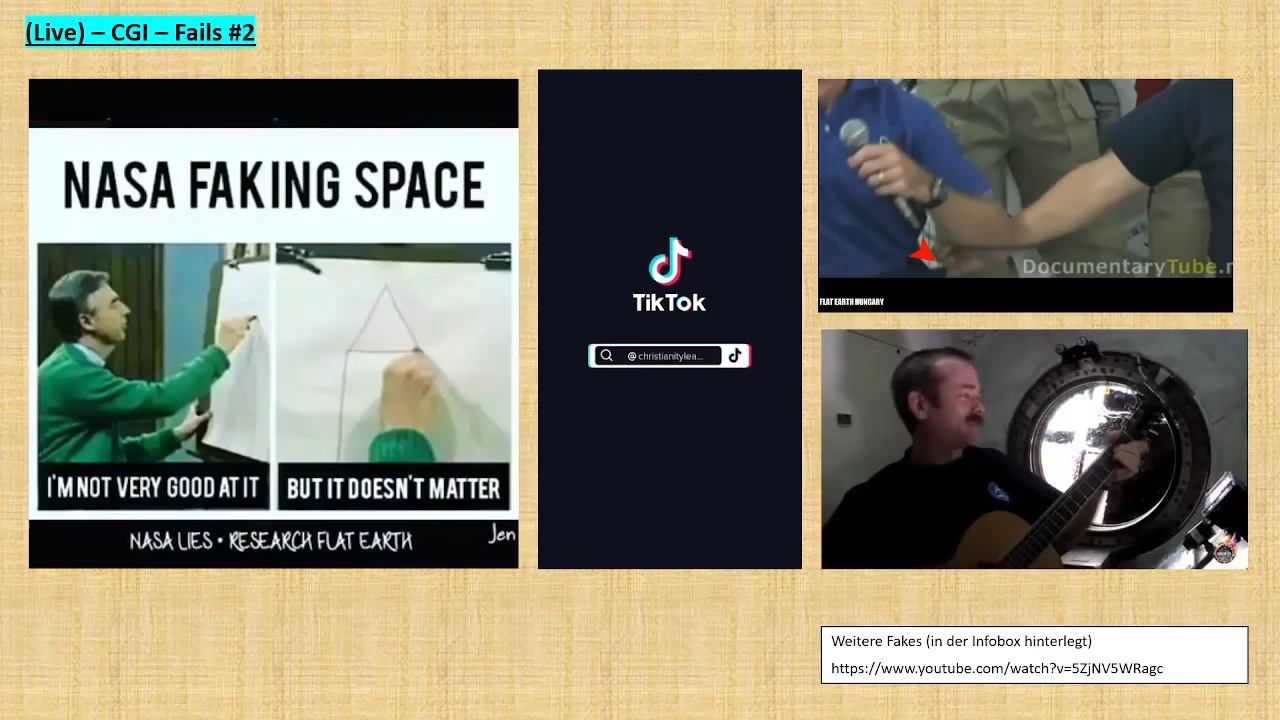 (Live) – CGI – Fails #2
NASA FAKING SPACE
I'M NOT VERY GOOD AT IT
BUT IT DOESN'T MATTER
NASA LIES • RESEARCH FLAT EARTH
Jen
TikTok
@christianitylea...
DocumentaryTube.n
FLAT EARTH HUNGARY
Weitere Fakes (in der Infobox hinterlegt)
https://www.youtube.com/watch?v=5ZjNV5WRagc